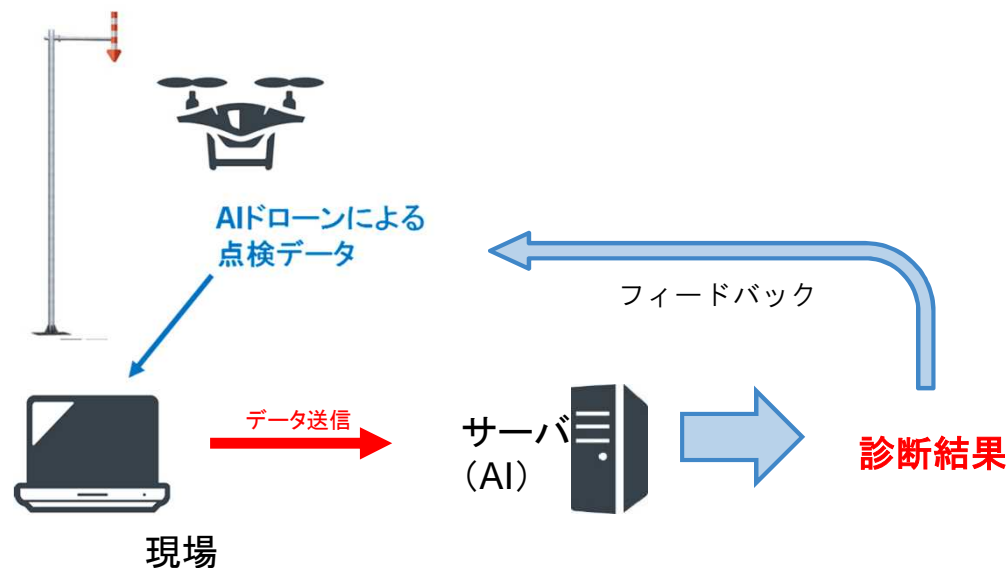 AIドローンによる
点検データ
フィードバック
データ送信
サーバ
（AI）
診断結果
現場